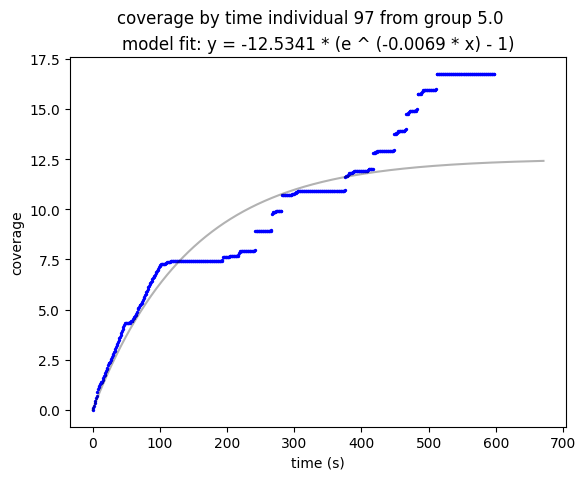 coverage by time individual 97 from group 5.0
model fit: y = -12.5341 * (e ^ (-0.0069 * x) - 1)
17.5
15.0
12.5
10.0
7.5
5.0
2.5
0.0
coverage
0 100 200 300 400 500 600 700
time (s)